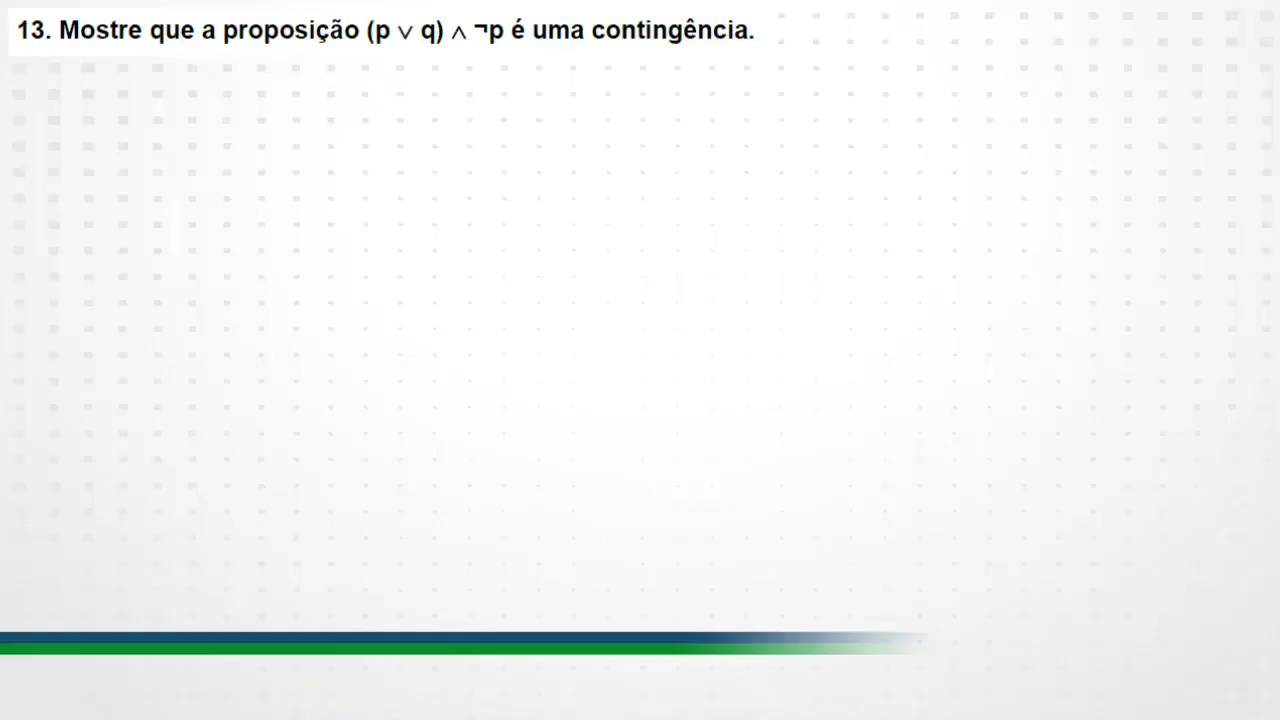 13. Mostre que a proposição (p ∨ q) ∧ ¬p é uma contingência.